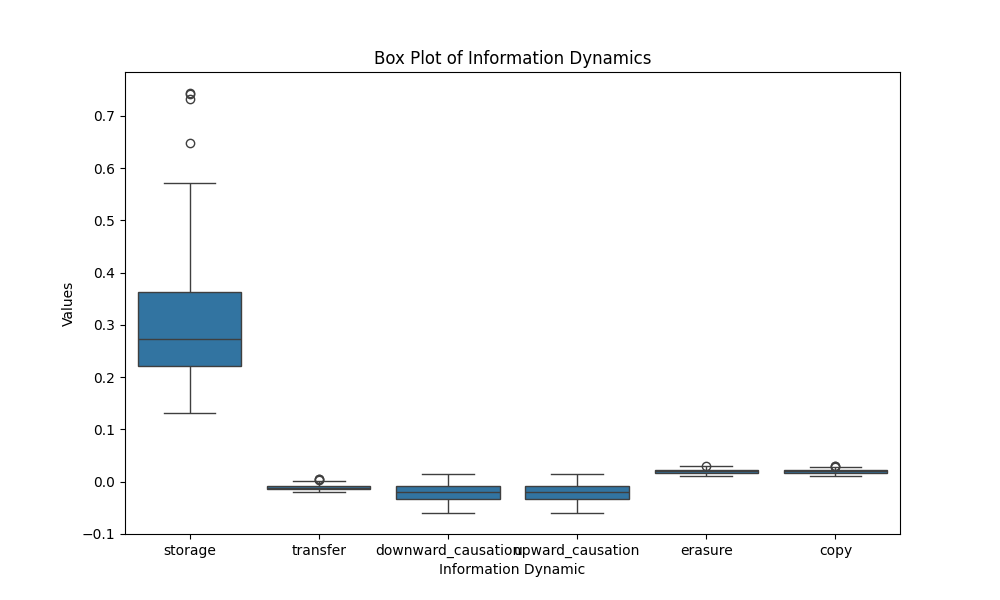 Box Plot of Information Dynamics
Values
0.7
0.6
0.5
0.4
0.3
0.2
0.1
0.0
−0.1
storage transfer downward_causation upward_causation erasure copy
Information Dynamic